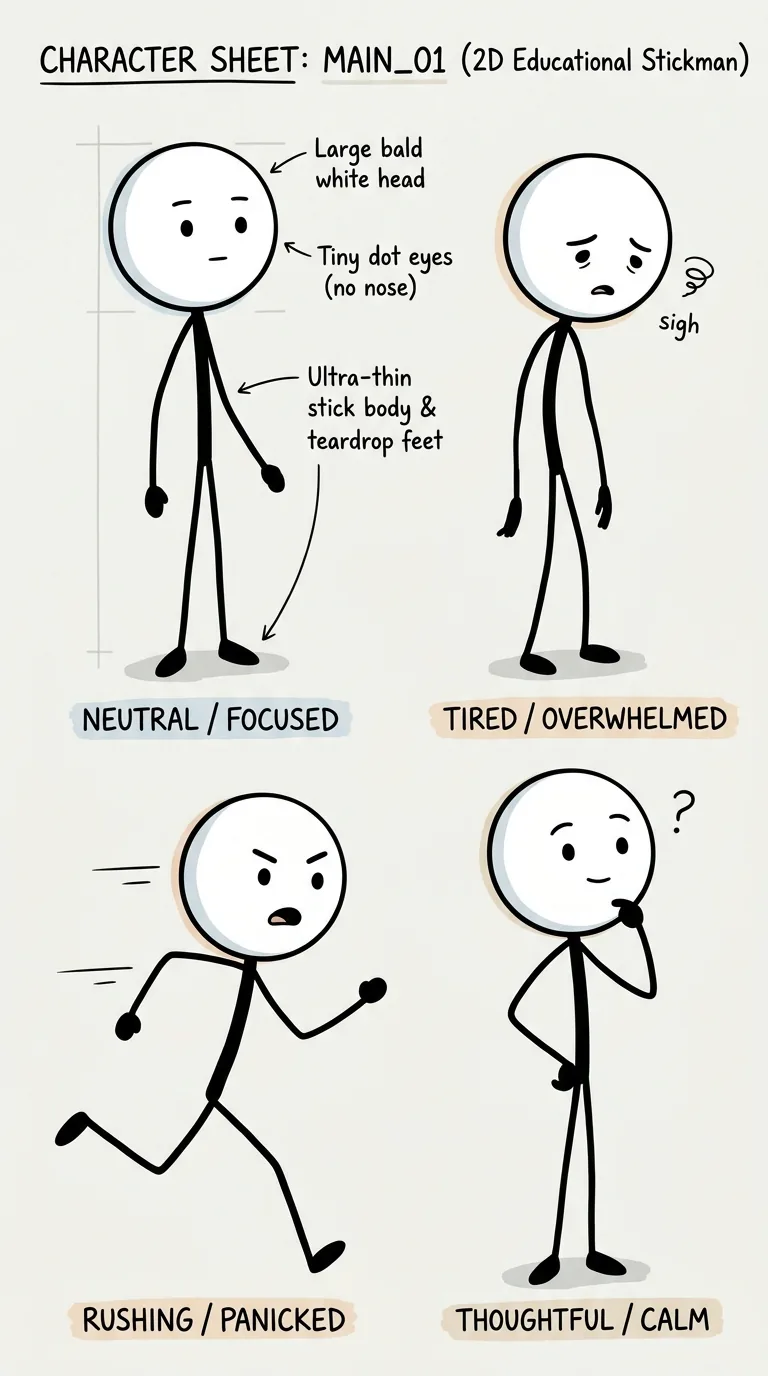 CHARACTER SHEET: MAIN_01 (2D Educational Stickman)
Large bald
white head
Tiny dot eyes
(no nose)
sigh
Ultra-thin
stick body &
teardrop feet
NEUTRAL / FOCUSED
TIRED / OVERWHELMED
?
RUSHING / PANICKED
THOUGHTFUL / CALM